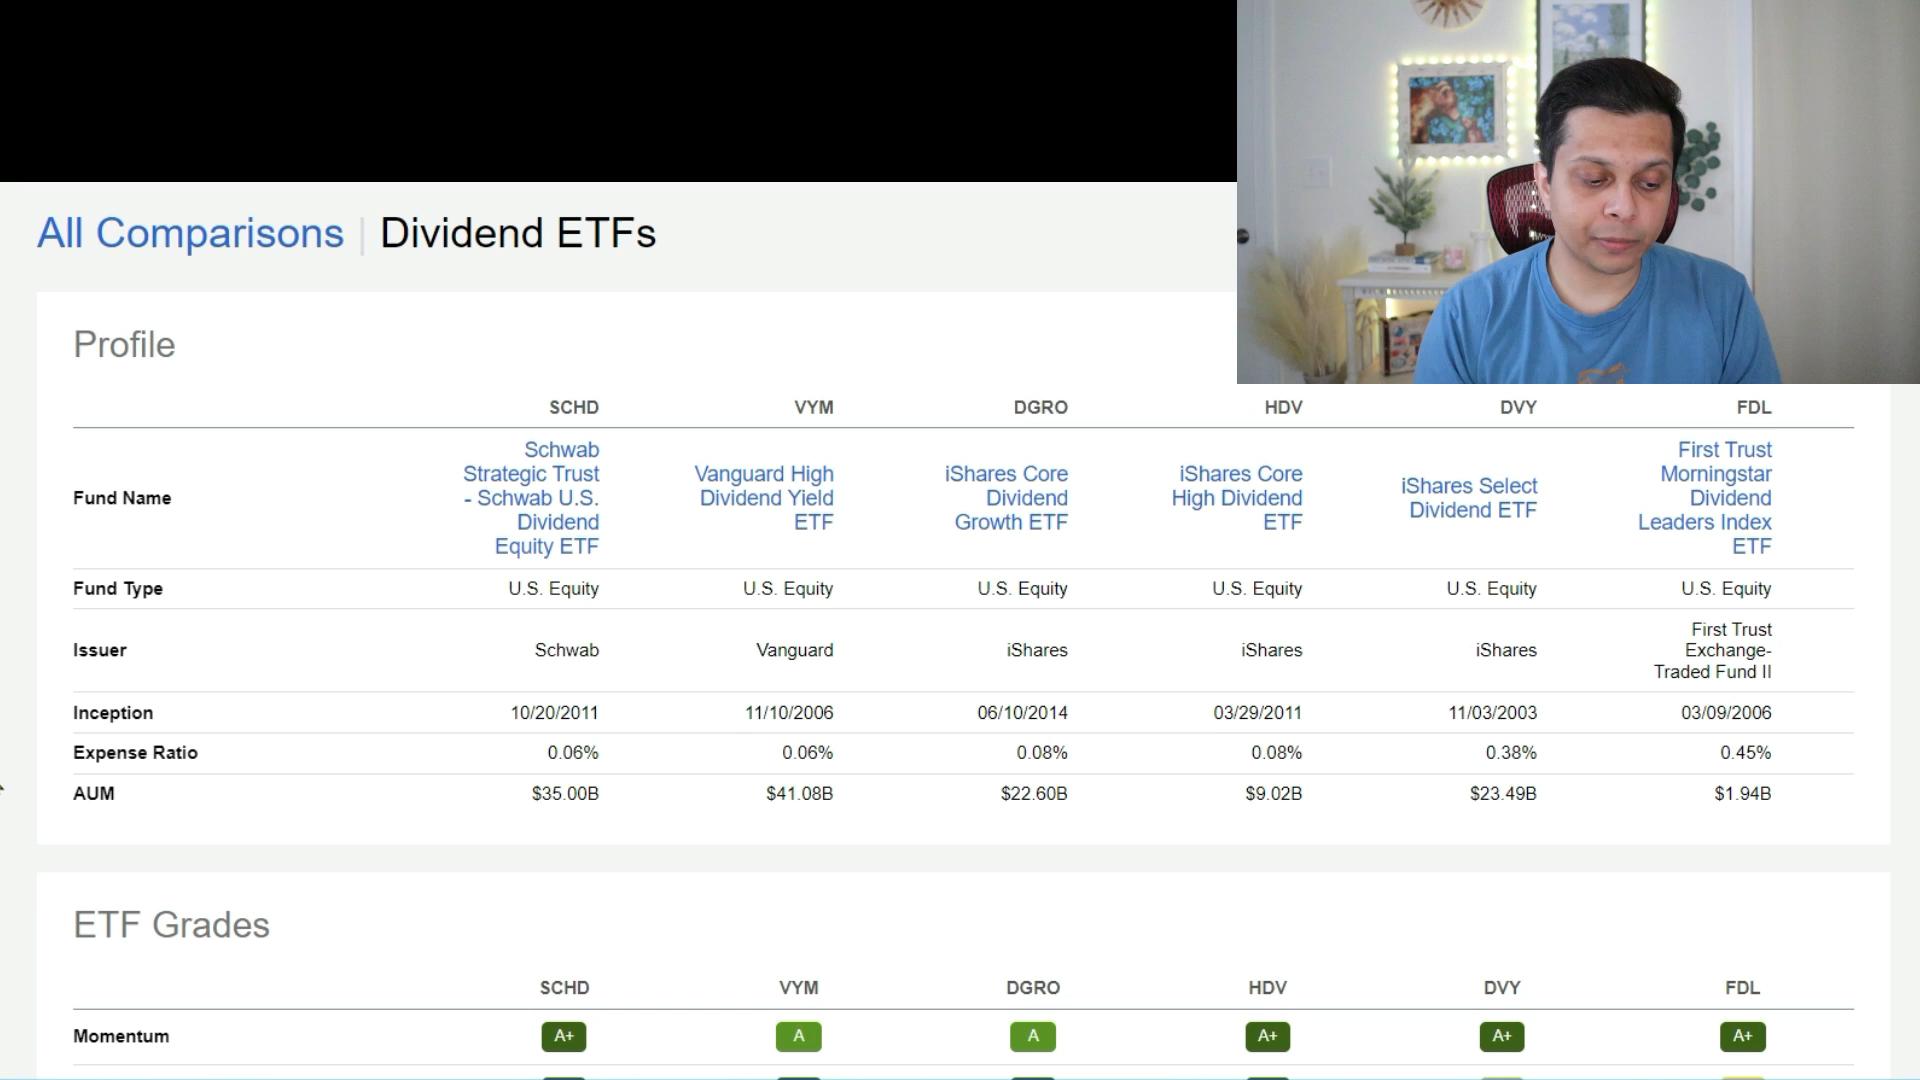 All Comparisons | Dividend ETFs
Profile
SCHD VYM DGRO HDV DVY FDL
Fund Name
Schwab
Strategic Trust
- Schwab U.S.
Dividend
Equity ETF
Vanguard High
Dividend Yield
ETF
iShares Core
Dividend
Growth ETF
iShares Core
High Dividend
ETF
iShares Select
Dividend ETF
First Trust
Morningstar
Dividend
Leaders Index
ETF
Fund Type U.S. Equity U.S. Equity U.S. Equity U.S. Equity U.S. Equity U.S. Equity
Issuer Schwab Vanguard iShares iShares iShares
First Trust
Exchange-
Traded Fund II
Inception 10/20/2011 11/10/2006 06/10/2014 03/29/2011 11/03/2003 03/09/2006
Expense Ratio 0.06% 0.06% 0.08% 0.08% 0.38% 0.45%
AUM $35.00B $41.08B $22.60B $9.02B $23.49B $1.94B
ETF Grades
SCHD VYM DGRO HDV DVY FDL
Momentum A+ A A A+ A+ A+